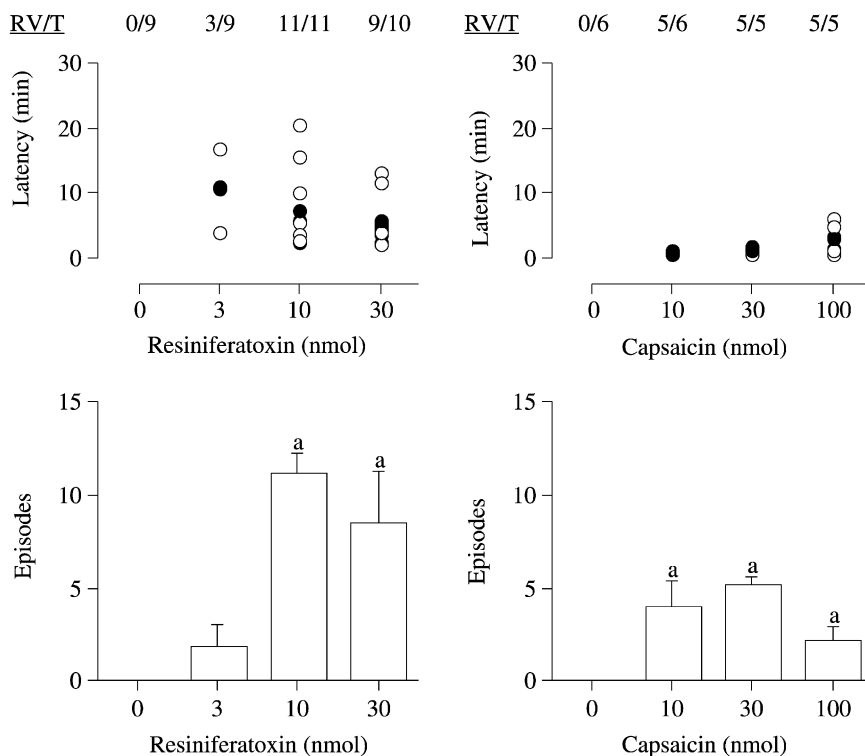 RV/T 0/9 3/9 11/11 9/10
Latency (min)
30
20
10
0
0 3 10 30
Resiniferatoxin (nmol)
RV/T 0/6 5/6 5/5 5/5
Latency (min)
30
20
10
0
0 10 30 100
Capsaicin (nmol)
Episodes
15
10
5
0
a a
0 3 10 30
Resiniferatoxin (nmol)
Episodes
15
10
5
0
a a a
0 10 30 100
Capsaicin (nmol)